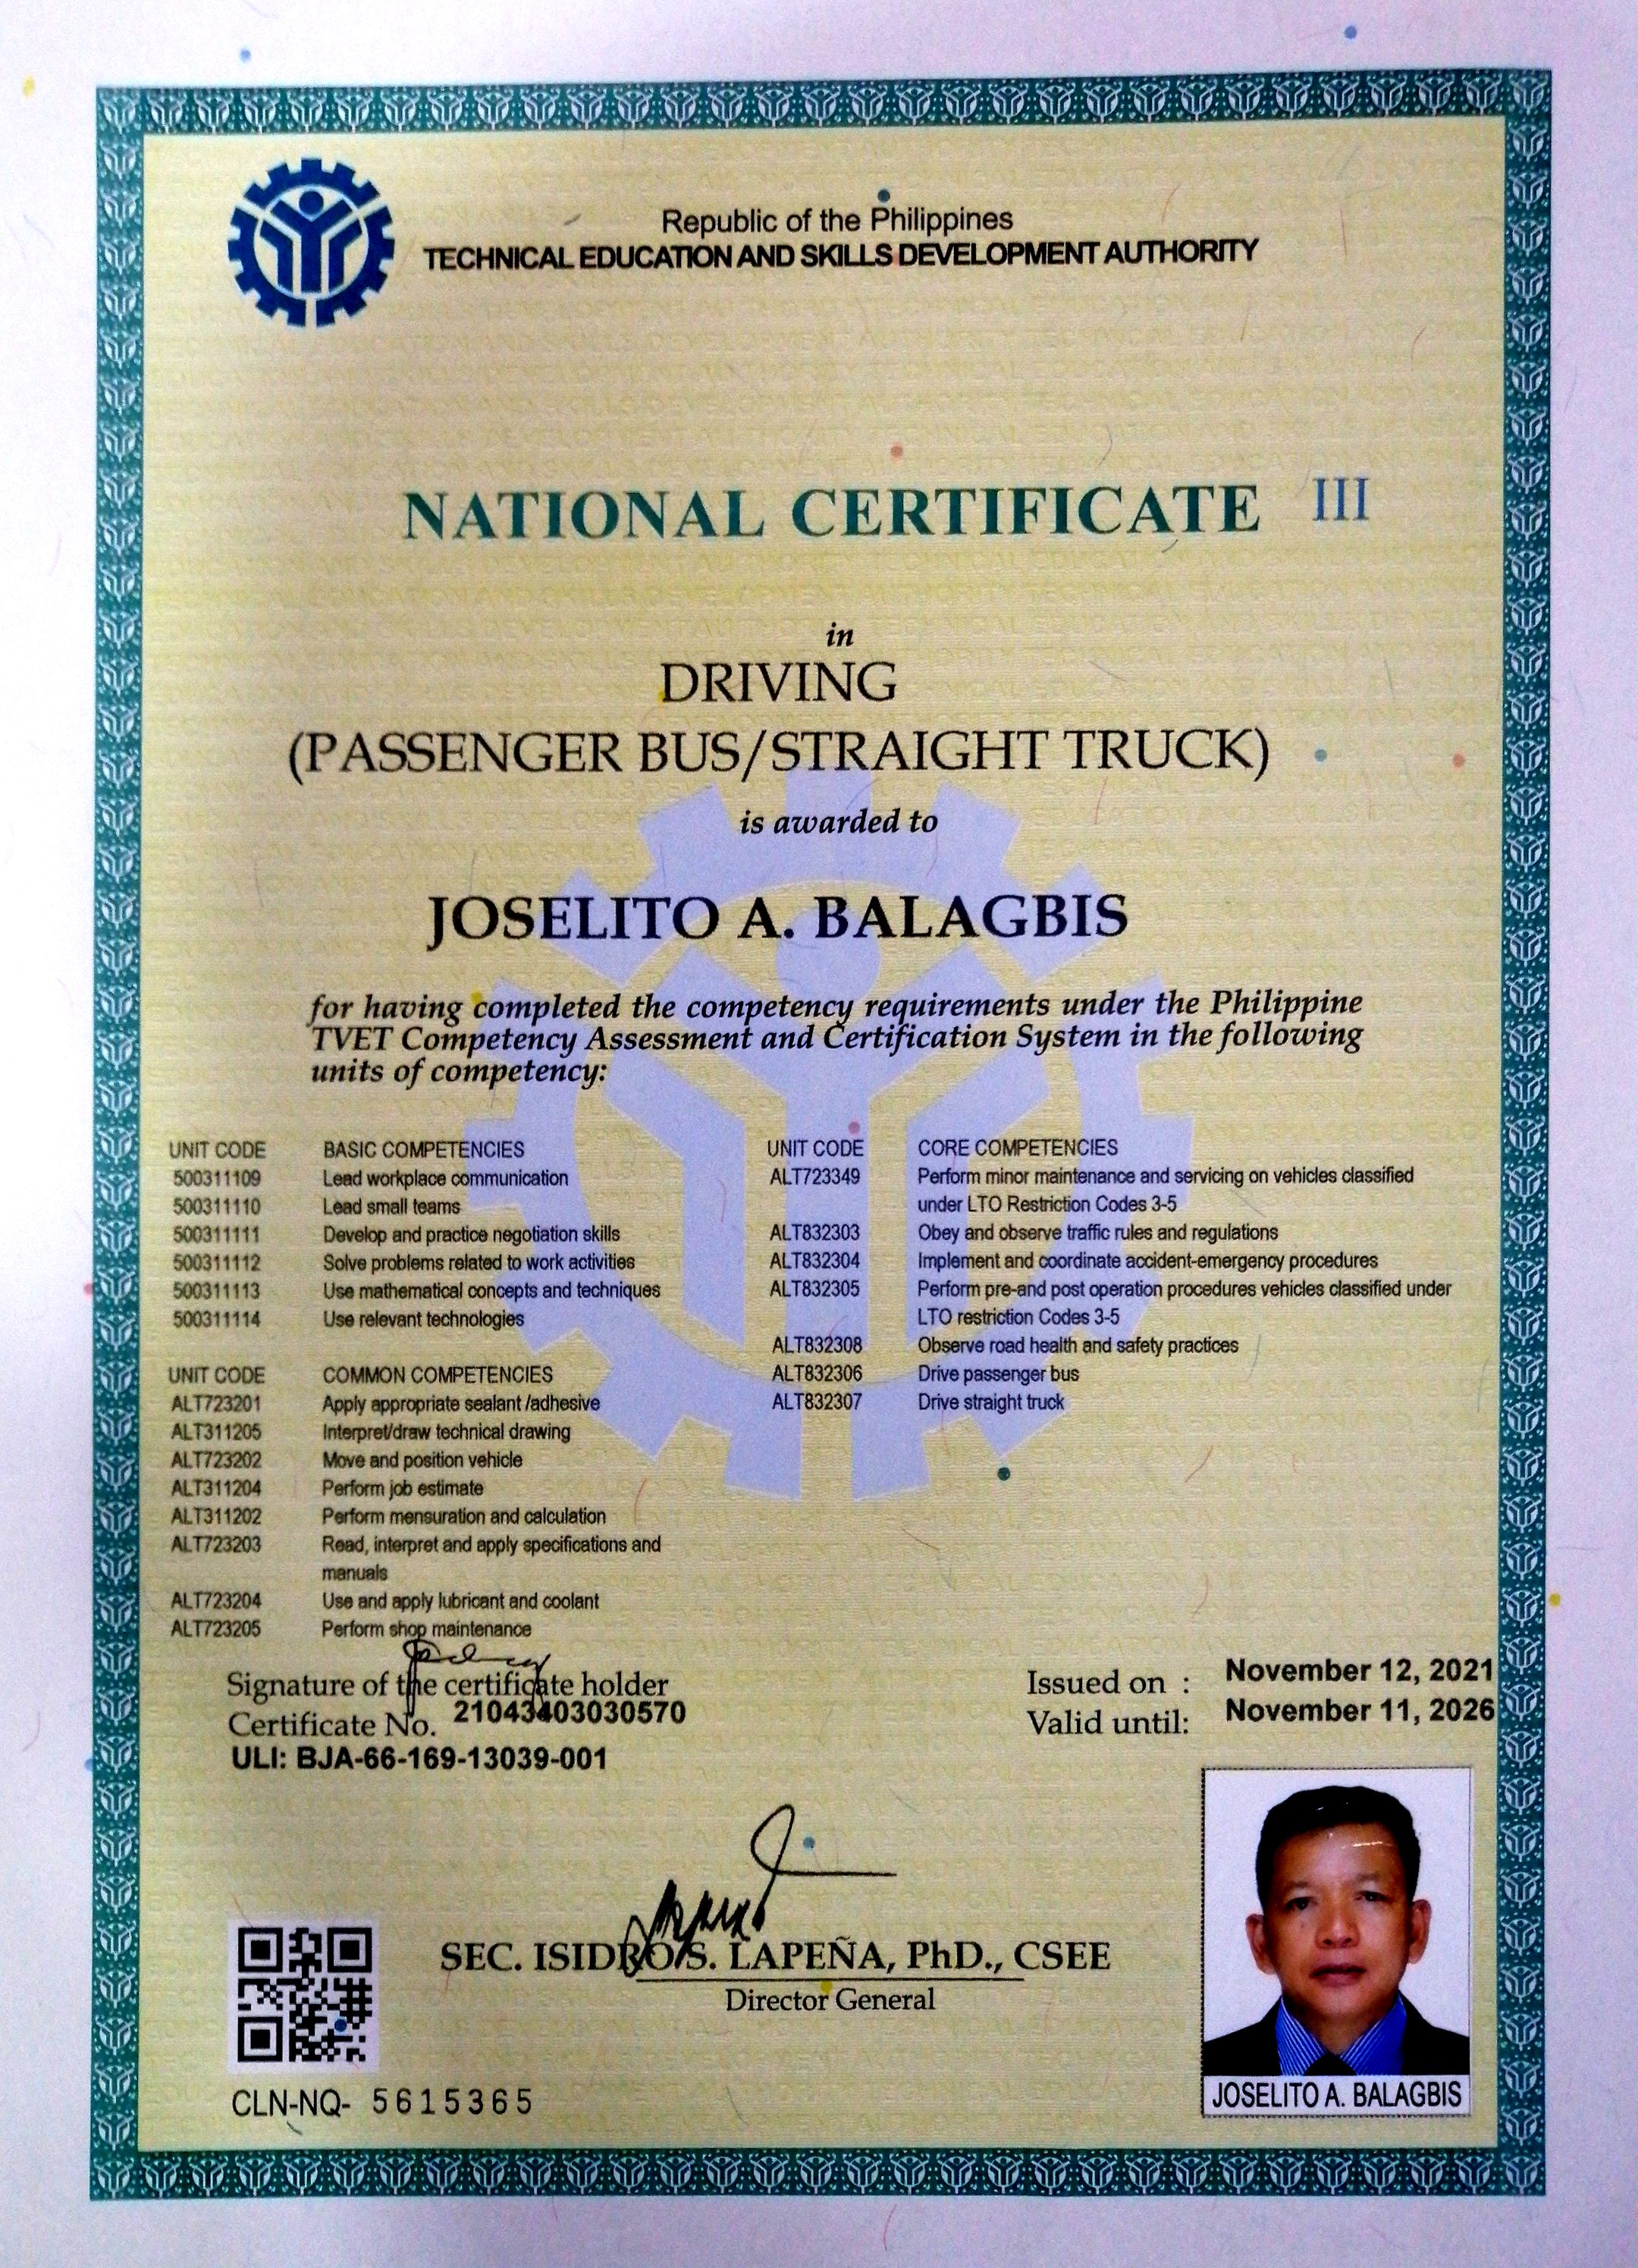 Republic of the Philippines
TECHNICAL EDUCATION AND SKILLS DEVELOPMENT AUTHORITY
NATIONAL CERTIFICATE III
in
DRIVING
(PASSENGER BUS/STRAIGHT TRUCK)
is awarded to
JOSELITO A. BALAGBIS
for having completed the competency requirements under the Philippine
TVET Competency Assessment and Certification System in the following
units of competency:
UNIT CODE BASIC COMPETENCIES
500311109 Lead workplace communication
500311110 Lead small teams
500311111 Develop and practice negotiation skills
500311112 Solve problems related to work activities
500311113 Use mathematical concepts and techniques
500311114 Use relevant technologies
UNIT CODE COMMON COMPETENCIES
ALT723201 Apply appropriate sealant /adhesive
ALT311205 Interpret/draw technical drawing
ALT723202 Move and position vehicle
ALT311204 Perform job estimate
ALT311202 Perform mensuration and calculation
ALT723203 Read, interpret and apply specifications and
manuals
ALT723204 Use and apply lubricant and coolant
ALT723205 Perform shop maintenance
UNIT CODE CORE COMPETENCIES
ALT723349 Perform minor maintenance and servicing on vehicles classified
under LTO Restriction Codes 3-5
ALT832303 Obey and observe traffic rules and regulations
ALT832304 Implement and coordinate accident-emergency procedures
ALT832305 Perform pre-and post operation procedures vehicles classified under
LTO restriction Codes 3-5
ALT832308 Observe road health and safety practices
ALT832306 Drive passenger bus
ALT832307 Drive straight truck
Signature of the certificate holder
Certificate No. 21043403030570
ULI: BJA-66-169-13039-001
Issued on : November 12, 2021
Valid until: November 11, 2026
SEC. ISIDRO S. LAPEÑA, PhD., CSEE
Director General
CLN-NQ- 5615365
JOSELITO A. BALAGBIS